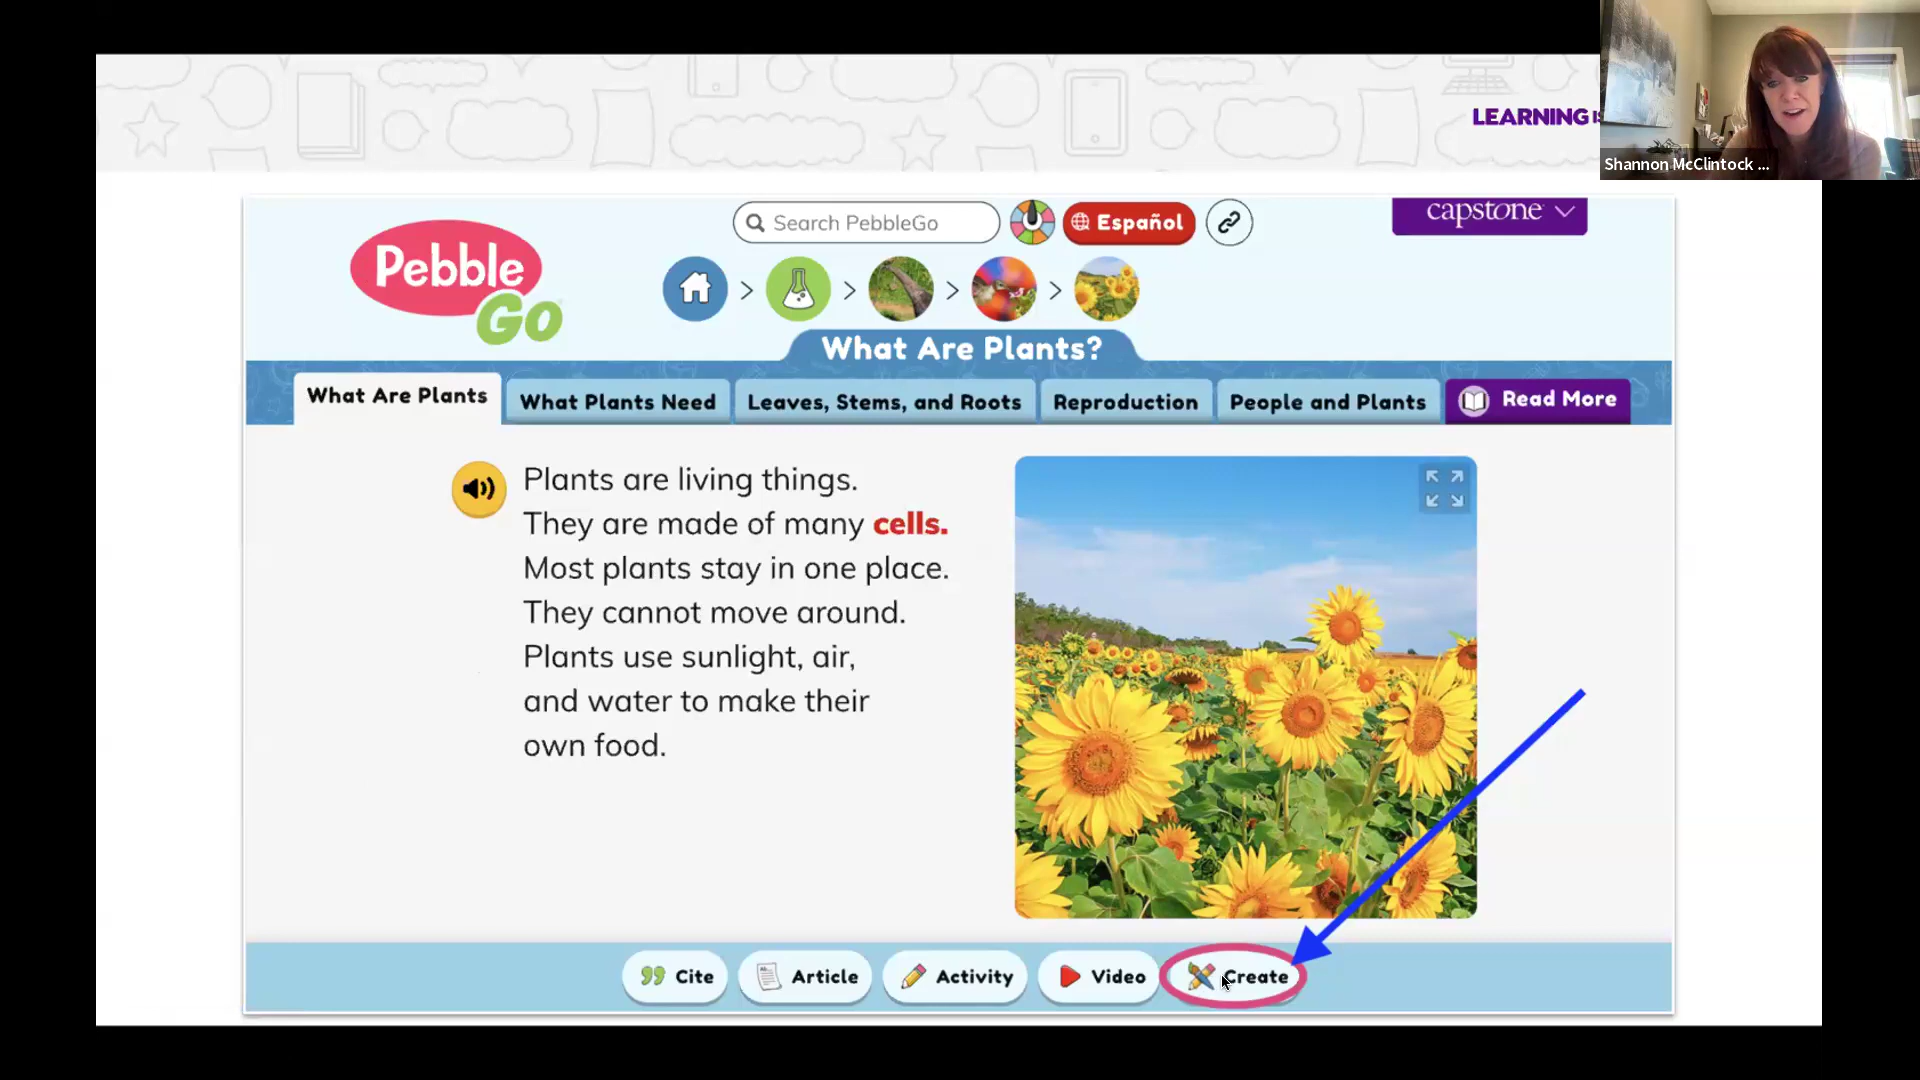 LEARNING
Shannon McClintock ...
Search PebbleGo
Español
capstone
Pebble
Go
What Are Plants?
What Are Plants
What Plants Need
Leaves, Stems, and Roots
Reproduction
People and Plants
Read More
Plants are living things.
They are made of many cells.
Most plants stay in one place.
They cannot move around.
Plants use sunlight, air,
and water to make their
own food.
Cite
Article
Activity
Video
Create